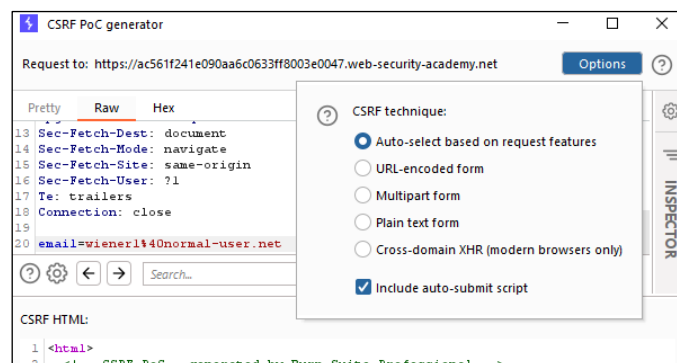 CSRF PoC generator
Request to: https://ac561f241e090aa6c0633ff8003e0047.web-security-academy.net
Options
Pretty Raw Hex
13 Sec-Fetch-Dest: document
14 Sec-Fetch-Mode: navigate
15 Sec-Fetch-Site: same-origin
16 Sec-Fetch-User: ?1
17 Te: trailers
18 Connection: close
19
20 email=wiener1%40normal-user.net
Search...
CSRF technique:
Auto-select based on request features
URL-encoded form
Multipart form
Plain text form
Cross-domain XHR (modern browsers only)
Include auto-submit script
INSPECTOR
CSRF HTML:
1 <html>